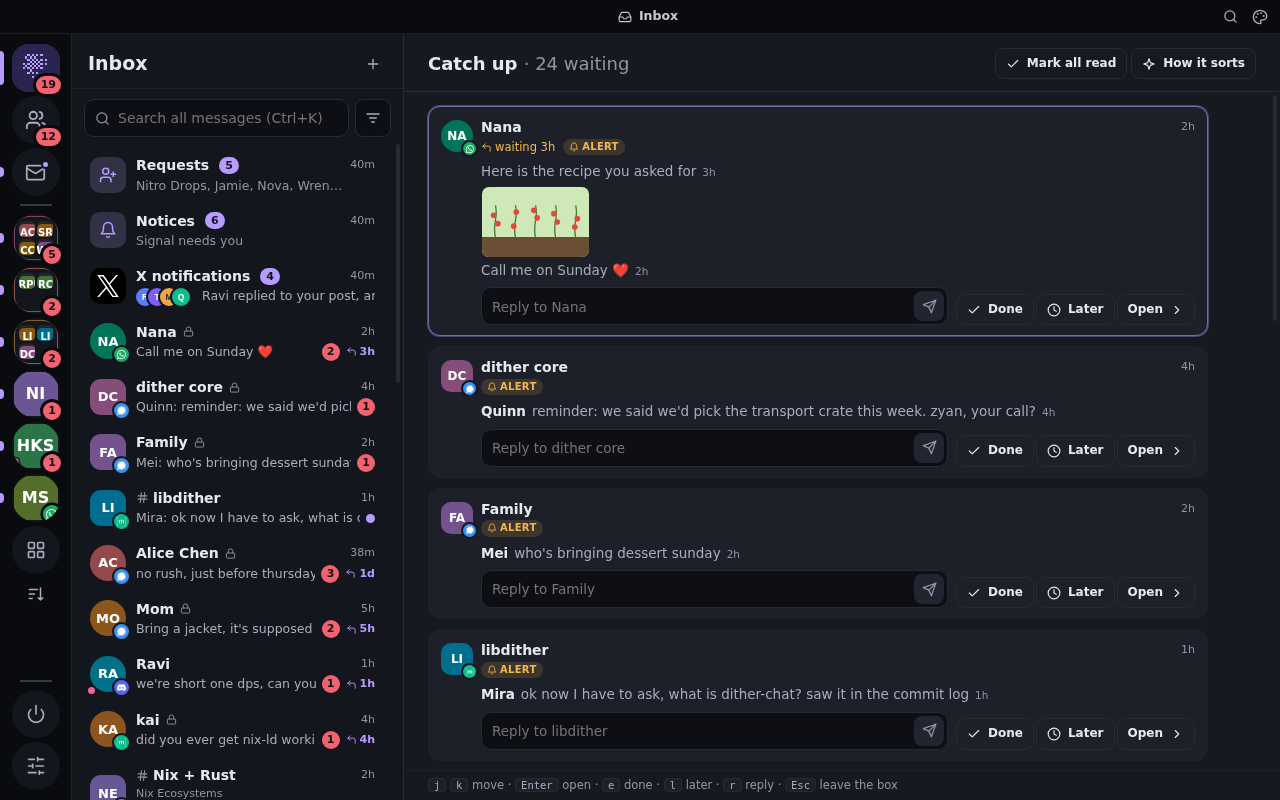 Inbox
19
12
AC SR
CC
5
RP RC
2
LI LI
DC
2
NI
1
HKS
1
MS
Inbox
Search all messages (Ctrl+K)
Requests 5 40m
Nitro Drops, Jamie, Nova, Wren...
Notices 6 40m
Signal needs you
X notifications 4 40m
Ravi replied to your post, ar
NA Nana 2h
Call me on Sunday ❤️ 2 3h
DC dither core 4h
Quinn: reminder: we said we'd pick 1
FA Family 2h
Mei: who's bringing dessert sunday 1
LI # libdither 1h
Mira: ok now I have to ask, what is
AC Alice Chen 38m
no rush, just before thursday 3 1d
MO Mom 5h
Bring a jacket, it's supposed 2 5h
RA Ravi 1h
we're short one dps, can you 1 1h
KA kai 4h
did you ever get nix-ld worki 1 4h
NE # Nix + Rust 2h
Nix Ecosystems
Catch up · 24 waiting
Mark all read
How it sorts
NA Nana 2h
waiting 3h ALERT
Here is the recipe you asked for 3h
Call me on Sunday ❤️ 2h
Reply to Nana Done Later Open
DC dither core 4h
ALERT
Quinn reminder: we said we'd pick the transport crate this week. zyan, your call? 4h
Reply to dither core Done Later Open
FA Family 2h
ALERT
Mei who's bringing dessert sunday 2h
Reply to Family Done Later Open
LI libdither 1h
ALERT
Mira ok now I have to ask, what is dither-chat? saw it in the commit log 1h
Reply to libdither Done Later Open
j k move · Enter open · e done · l later · r reply · Esc leave the box